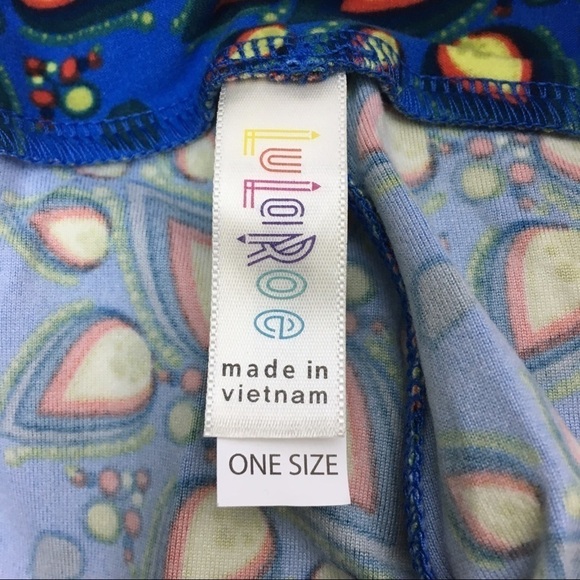 LuLaRoe
made in
vietnam
ONE SIZE